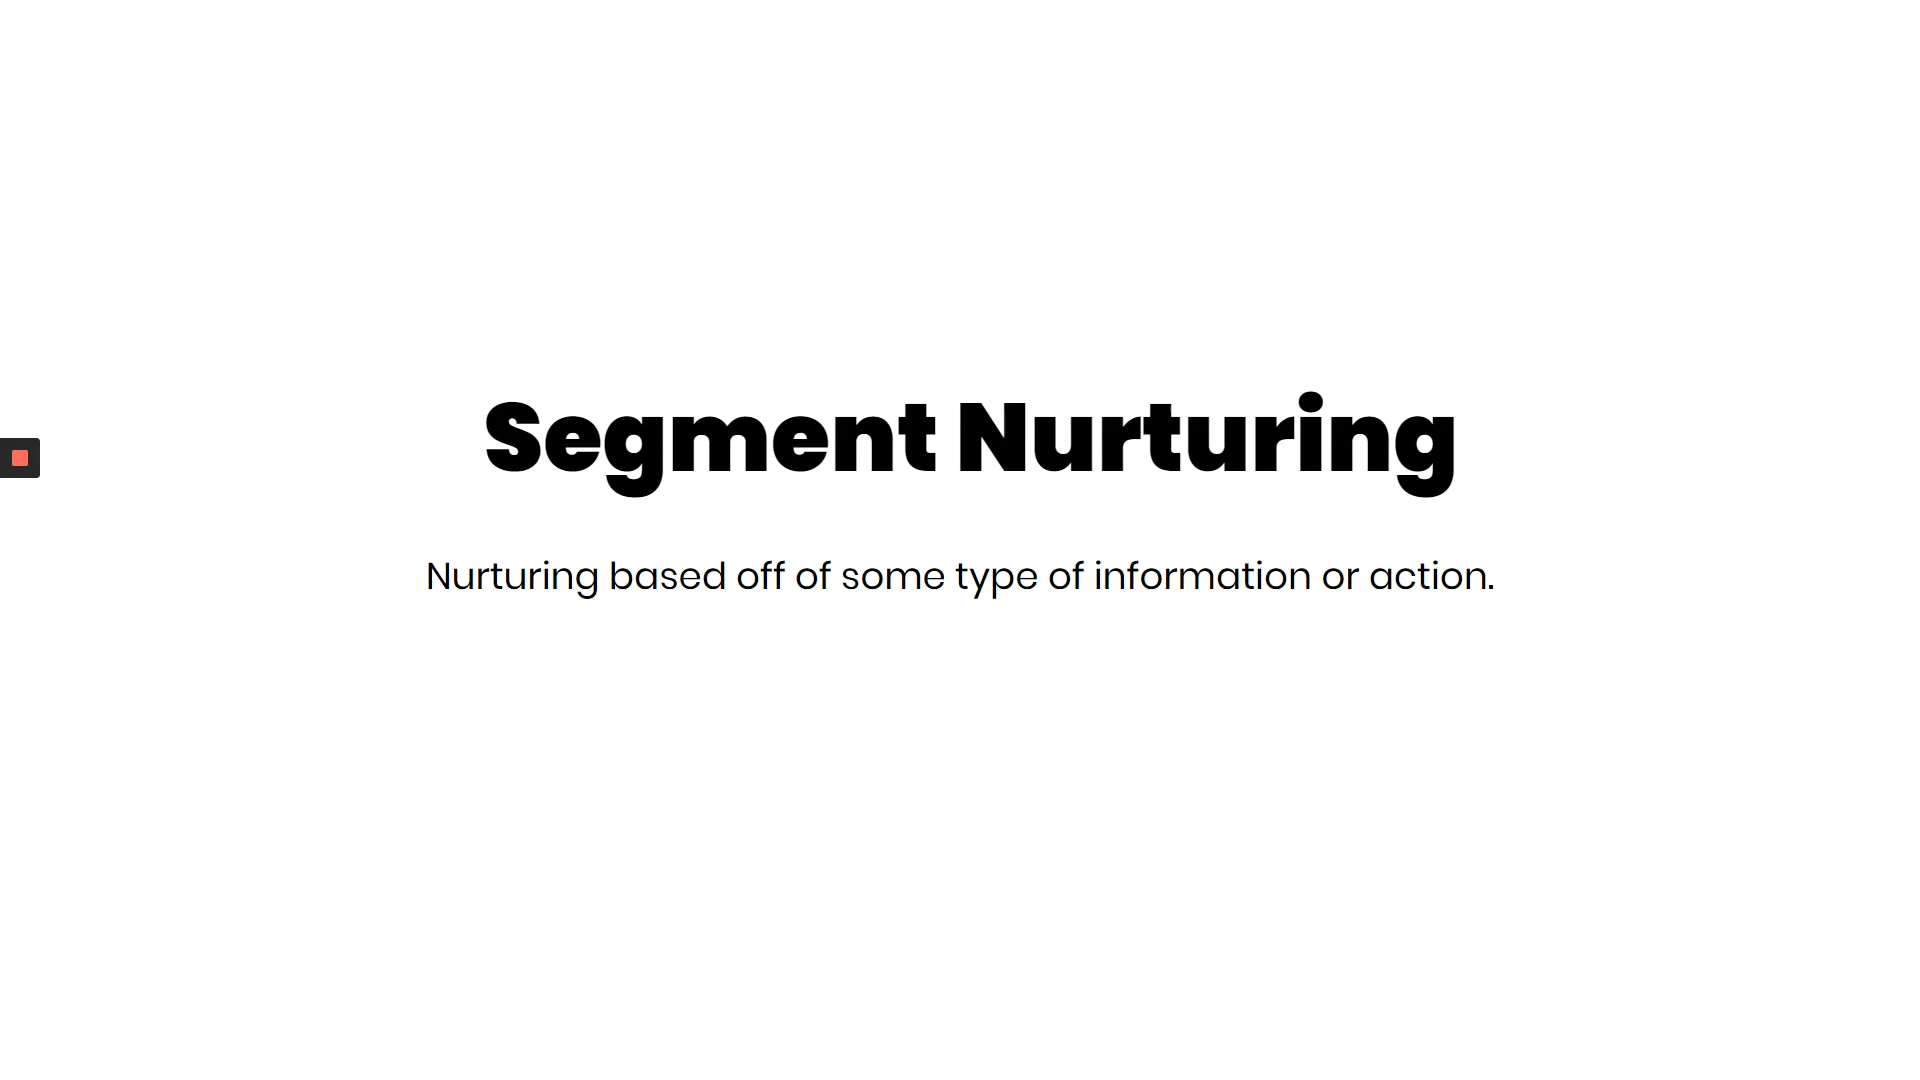 Segment Nurturing
Nurturing based off of some type of information or action.